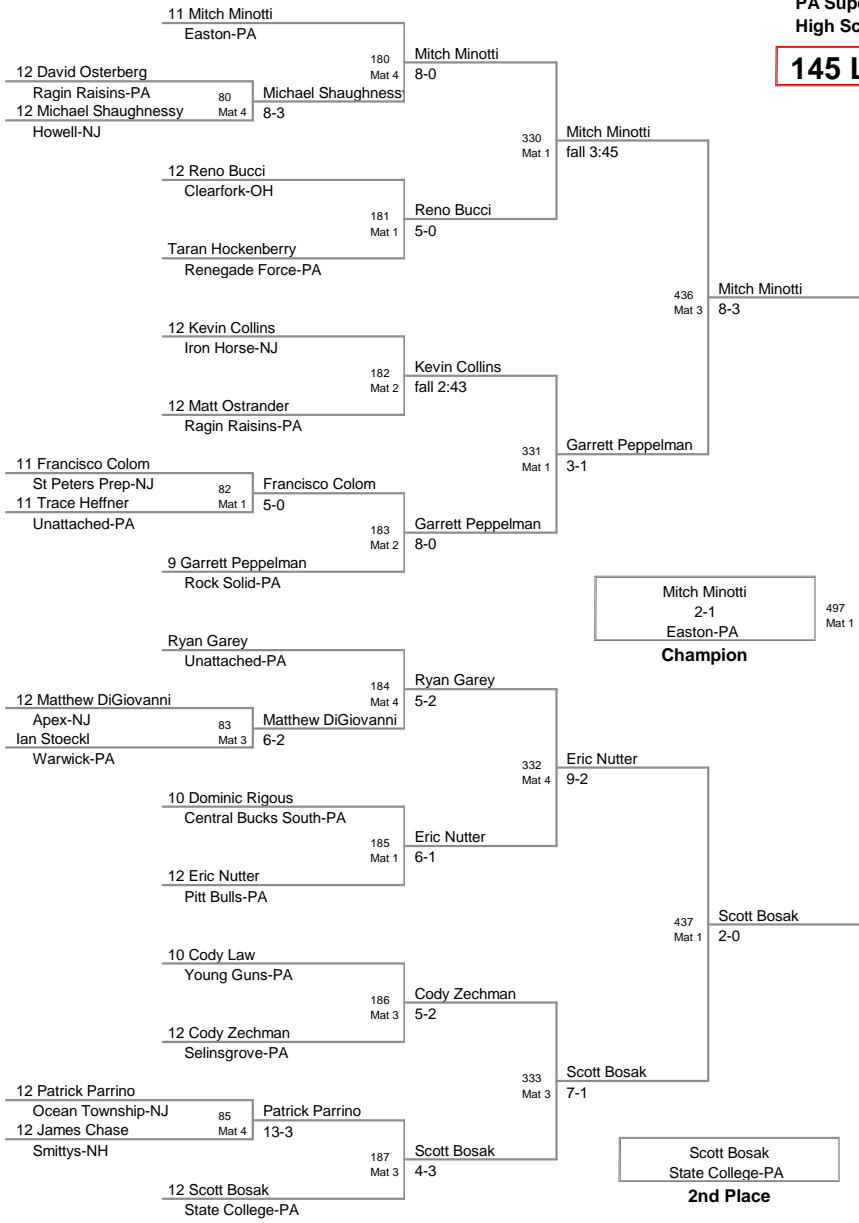 PA Supe
High Sc
145 L
11 Mitch Minotti
Easton-PA
180
Mat 4
Mitch Minotti
8-0
12 David Osterberg
Ragin Raisins-PA
80
Mat 4
Michael Shaughness
8-3
12 Michael Shaughnessy
Howell-NJ
330
Mat 1
Mitch Minotti
fall 3:45
12 Reno Bucci
Clearfork-OH
181
Mat 1
Reno Bucci
5-0
Taran Hockenberry
Renegade Force-PA
436
Mat 3
Mitch Minotti
8-3
12 Kevin Collins
Iron Horse-NJ
182
Mat 2
Kevin Collins
fall 2:43
12 Matt Ostrander
Ragin Raisins-PA
331
Mat 1
Garrett Peppelman
3-1
11 Francisco Colom
St Peters Prep-NJ
82
Mat 1
Francisco Colom
5-0
11 Trace Heffner
Unattached-PA
183
Mat 2
Garrett Peppelman
8-0
9 Garrett Peppelman
Rock Solid-PA
Mitch Minotti
2-1
Easton-PA
Champion
497
Mat 1
Ryan Garey
Unattached-PA
184
Mat 4
Ryan Garey
5-2
12 Matthew DiGiovanni
Apex-NJ
83
Mat 3
Matthew DiGiovanni
6-2
Ian Stoeckl
Warwick-PA
332
Mat 4
Eric Nutter
9-2
10 Dominic Rigous
Central Bucks South-PA
185
Mat 1
Eric Nutter
6-1
12 Eric Nutter
Pitt Bulls-PA
437
Mat 1
Scott Bosak
2-0
10 Cody Law
Young Guns-PA
186
Mat 3
Cody Zechman
5-2
12 Cody Zechman
Selinsgrove-PA
333
Mat 3
Scott Bosak
7-1
12 Patrick Parrino
Ocean Township-NJ
85
Mat 4
Patrick Parrino
13-3
12 James Chase
Smittys-NH
187
Mat 3
Scott Bosak
4-3
12 Scott Bosak
State College-PA
Scott Bosak
State College-PA
2nd Place